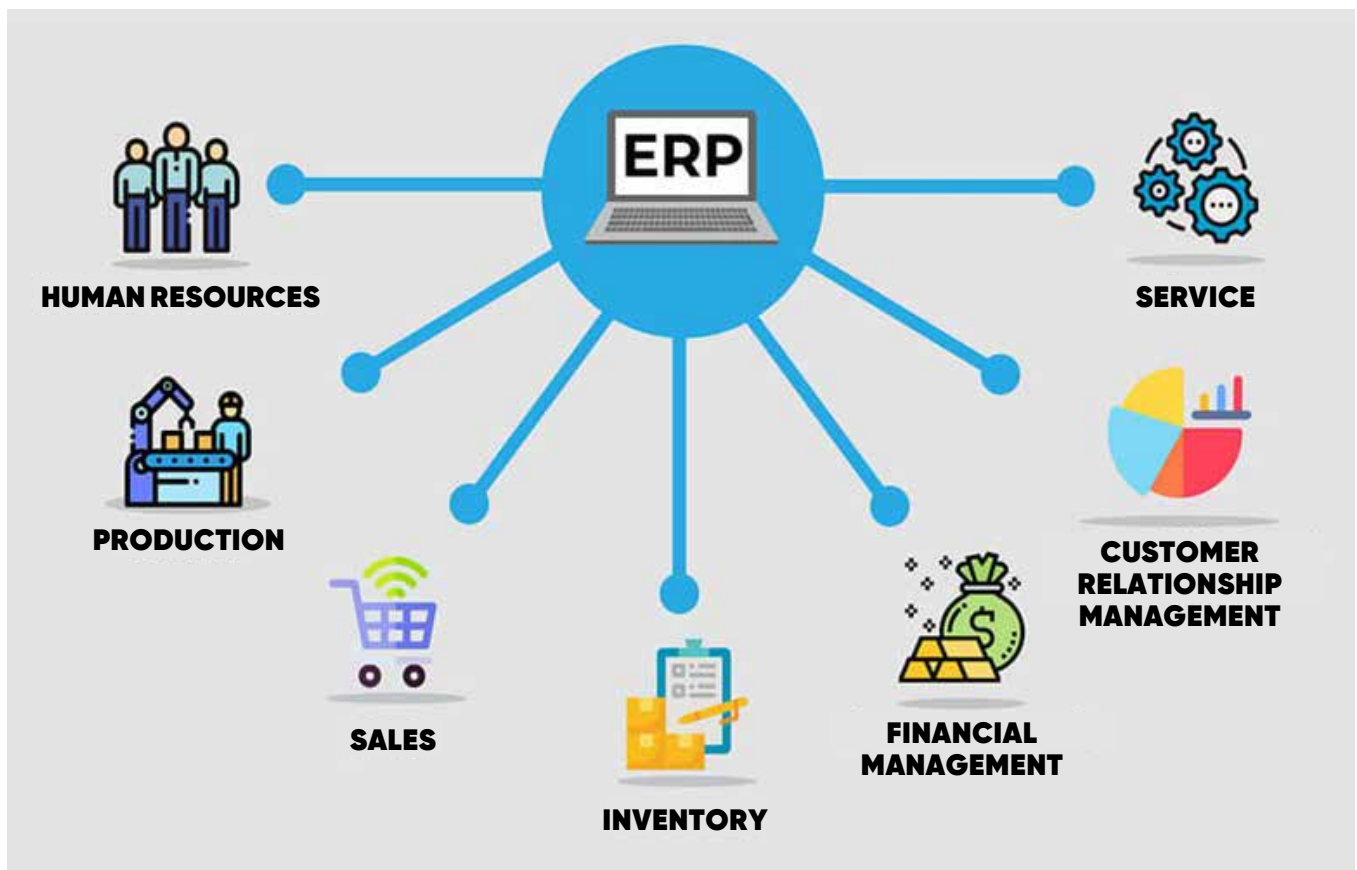 ERP
HUMAN RESOURCES
SERVICE
PRODUCTION
CUSTOMER
RELATIONSHIP
MANAGEMENT
SALES
FINANCIAL
MANAGEMENT
INVENTORY